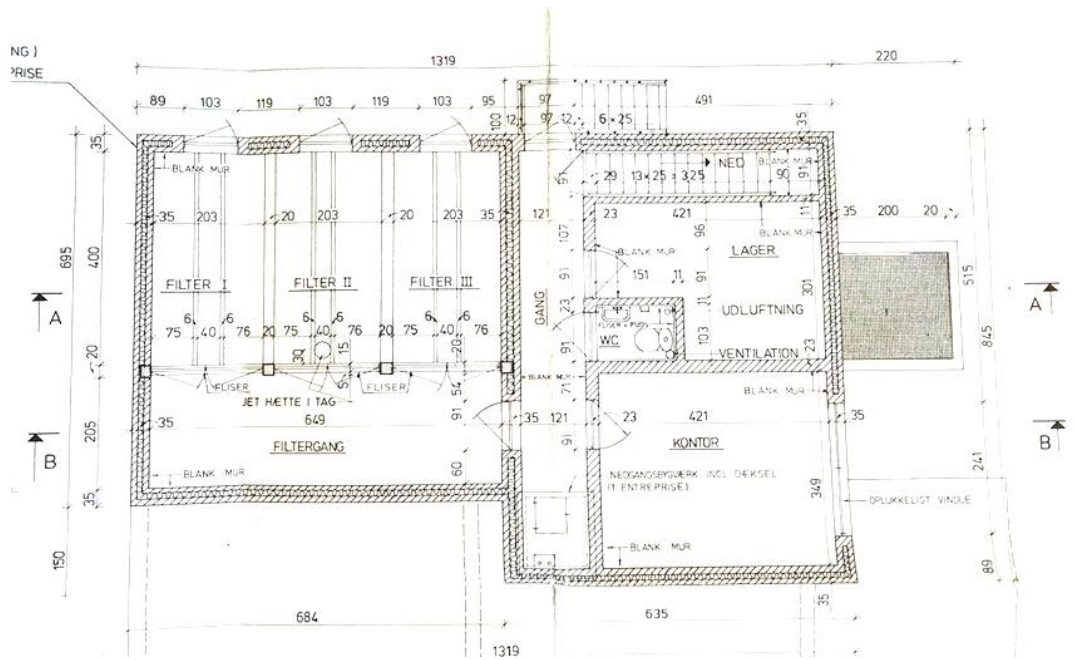 NG )
PRISE
1319
220
89
103
119
103
119
103
95
97
491
100
12
97
12
6×25
35
35
BLANK MUR
NED
BLANK MUR
91
29
13×25 = 325
90
91
35
203
20
203
20
203
35
121
23
421
11
35
200
20
695
400
107
96
BLANK MUR
BLANK MUR
LAGER
FILTER I
FILTER II
FILTER III
GANG
91
151
11
91
301
515
845
A
A
6
6
6
6
6
6
23
11
UDLUFTNING
75
40
76
20
75
40
76
20
75
40
76
FLISER + PUDS
WC
103
30
15
20
91
VENTILATION
23
20
FLISER
5
FLISER
54
BLANK MUR
71
BLANK MUR
JET HÆTTE I TAG
35
649
91
35
121
23
421
35
205
B
B
FILTERGANG
91
KONTOR
241
BLANK MUR
60
NEDGANGSBYGVÆRK INCL DÆKSEL
(1 ENTREPRISE)
349
OPLUKKELIGT VINDUE
35
150
BLANK MUR
89
35
684
635
1319